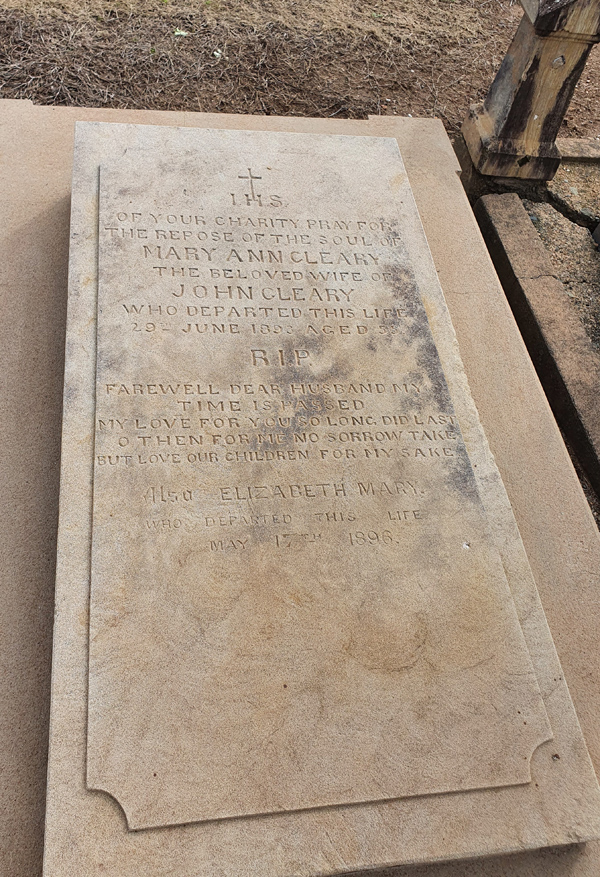 I.H.S.
OF YOUR CHARITY PRAY FOR
THE REPOSE OF THE SOUL OF
MARY ANN CLEARY
THE BELOVED WIFE OF
JOHN CLEARY
WHO DEPARTED THIS LIFE
JUNE AGED
R.I.P.
FAREWELL DEAR HUSBAND MY
TIME IS PASSED
MY LOVE FOR YOU SO LONG DID LAST
O THEN FOR ME NO SORROW TAKE
BUT LOVE OUR CHILDREN FOR MY SAKE
Also ELIZABETH MARY.
WHO DEPARTED THIS LIFE
MAY 1896.